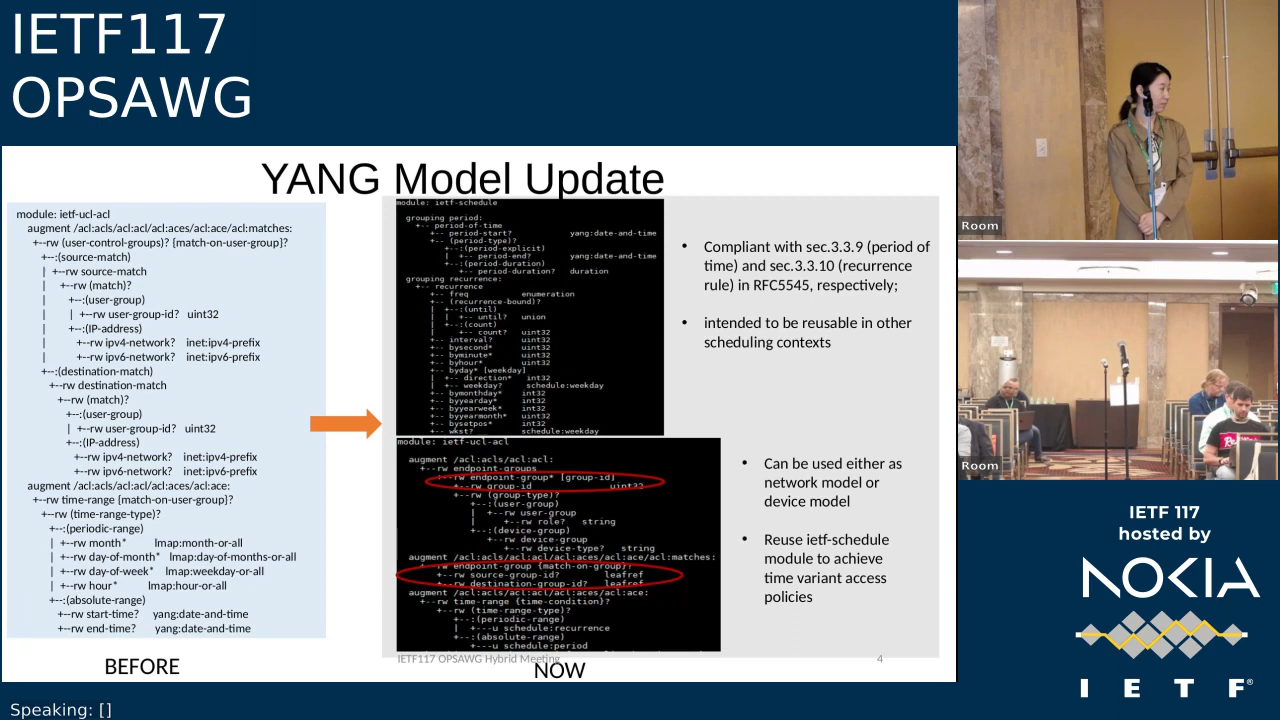 IETF117
OPSAWG
YANG Model Update
module: ietf-ucl-acl
augment /acl:acls/acl:acl/acl:aces/acl:ace/acl:matches:
+--rw (user-control-groups)? {match-on-user-group}?
+--:(source-match)
| +--rw source-match
| +--rw (match)?
| +--:(user-group)
| | +--rw user-group-id? uint32
| +--:(IP-address)
| +--rw ipv4-network? inet:ipv4-prefix
| +--rw ipv6-network? inet:ipv6-prefix
+--:(destination-match)
+--rw destination-match
+--rw (match)?
+--:(user-group)
| +--rw user-group-id? uint32
+--:(IP-address)
+--rw ipv4-network? inet:ipv4-prefix
+--rw ipv6-network? inet:ipv6-prefix
augment /acl:acls/acl:acl/acl:aces/acl:ace:
+--rw time-range {match-on-user-group}?
+--rw (time-range-type)?
+--:(periodic-range)
| +--rw month* lmap:month-or-all
| +--rw day-of-month* lmap:day-of-months-or-all
| +--rw day-of-week* lmap:weekday-or-all
| +--rw hour* lmap:hour-or-all
+--:(absolute-range)
+--rw start-time? yang:date-and-time
+--rw end-time? yang:date-and-time
BEFORE
module: ietf-schedule
grouping period:
+-- period-of-time
+-- period-start? yang:date-and-time
+-- (period-type)?
+--:(period-explicit)
| +-- period-end? yang:date-and-time
+--:(period-duration)
+-- period-duration? duration
grouping recurrence:
+-- recurrence
+-- freq enumeration
+-- (recurrence-bound)?
| +--:(until)
| | +-- until? union
| +--:(count)
| +-- count? uint32
+-- interval? uint32
+-- bysecond* uint32
+-- byminute* uint32
+-- byhour* uint32
+-- byday* [weekday]
| +-- direction* int32
| +-- weekday? schedule:weekday
+-- bymonthday* int32
+-- byyearday* int32
+-- byyearweek* int32
+-- byyearmonth* uint32
+-- bysetpos* int32
+-- wkst? schedule:weekday
module: ietf-ucl-acl
augment /acl:acls/acl:acl:
+--rw endpoint-groups
+--rw endpoint-group* [group-id]
+--rw group-id uint32
+--rw (group-type)?
+--:(user-group)
| +--rw user-group
| +--rw role? string
+--:(device-group)
+--rw device-group
+--rw device-type? string
augment /acl:acls/acl:acl/acl:aces/acl:ace/acl:matches:
+--rw endpoint-group {match-on-group}?
+--rw source-group-id? leafref
+--rw destination-group-id? leafref
augment /acl:acls/acl:acl/acl:aces/acl:ace:
+--rw time-range {time-condition}?
+--rw (time-range-type)?
+--:(periodic-range)
| +---u schedule:recurrence
+--:(absolute-range)
+---u schedule:period
• Compliant with sec.3.3.9 (period of
time) and sec.3.3.10 (recurrence
rule) in RFC5545, respectively;
• intended to be reusable in other
scheduling contexts
• Can be used either as
network model or
device model
• Reuse ietf-schedule
module to achieve
time variant access
policies
IETF117 OPSAWG Hybrid Meeting
4
NOW
Room
Room
IETF 117
hosted by
NOKIA
I E T F®
Speaking: []